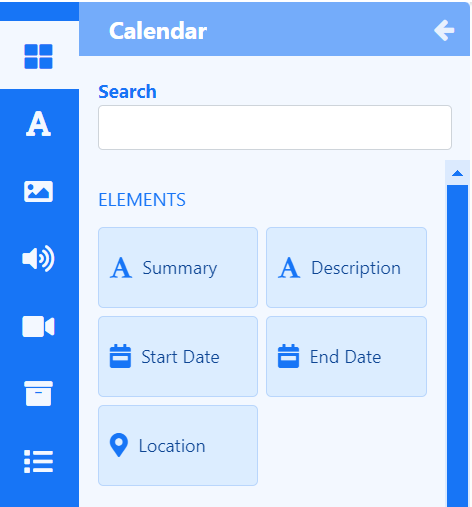 Calendar
Search
ELEMENTS
Summary
Description
Start Date
End Date
Location